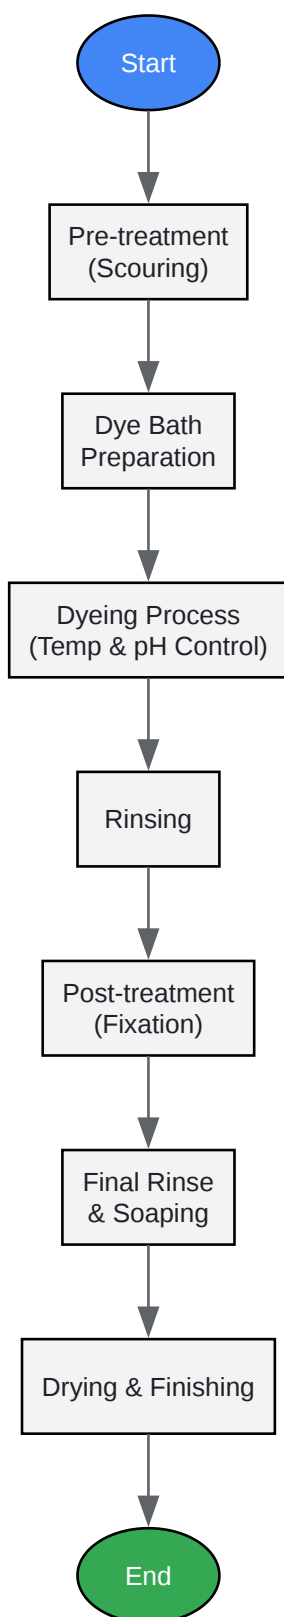 Start
Pre-treatment
(Scouring)
Dye Bath
Preparation
Dyeing Process
(Temp & pH Control)
Rinsing
Post-treatment
(Fixation)
Final Rinse
& Soaping
Drying & Finishing
End